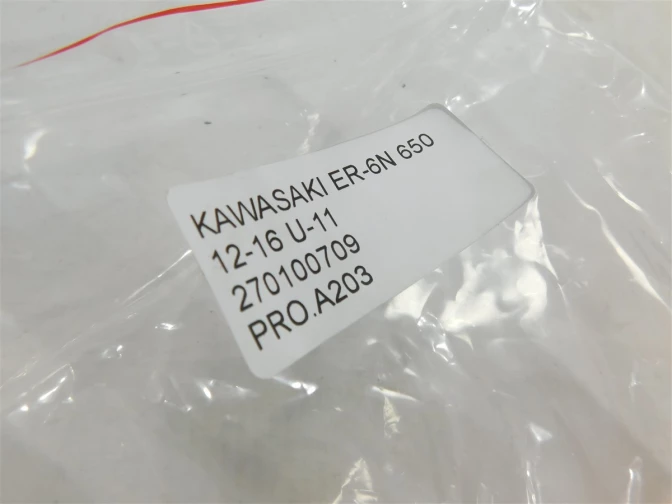 KAWASAKI ER-6N 650
12-16 U-11
270100709
PRO.A203